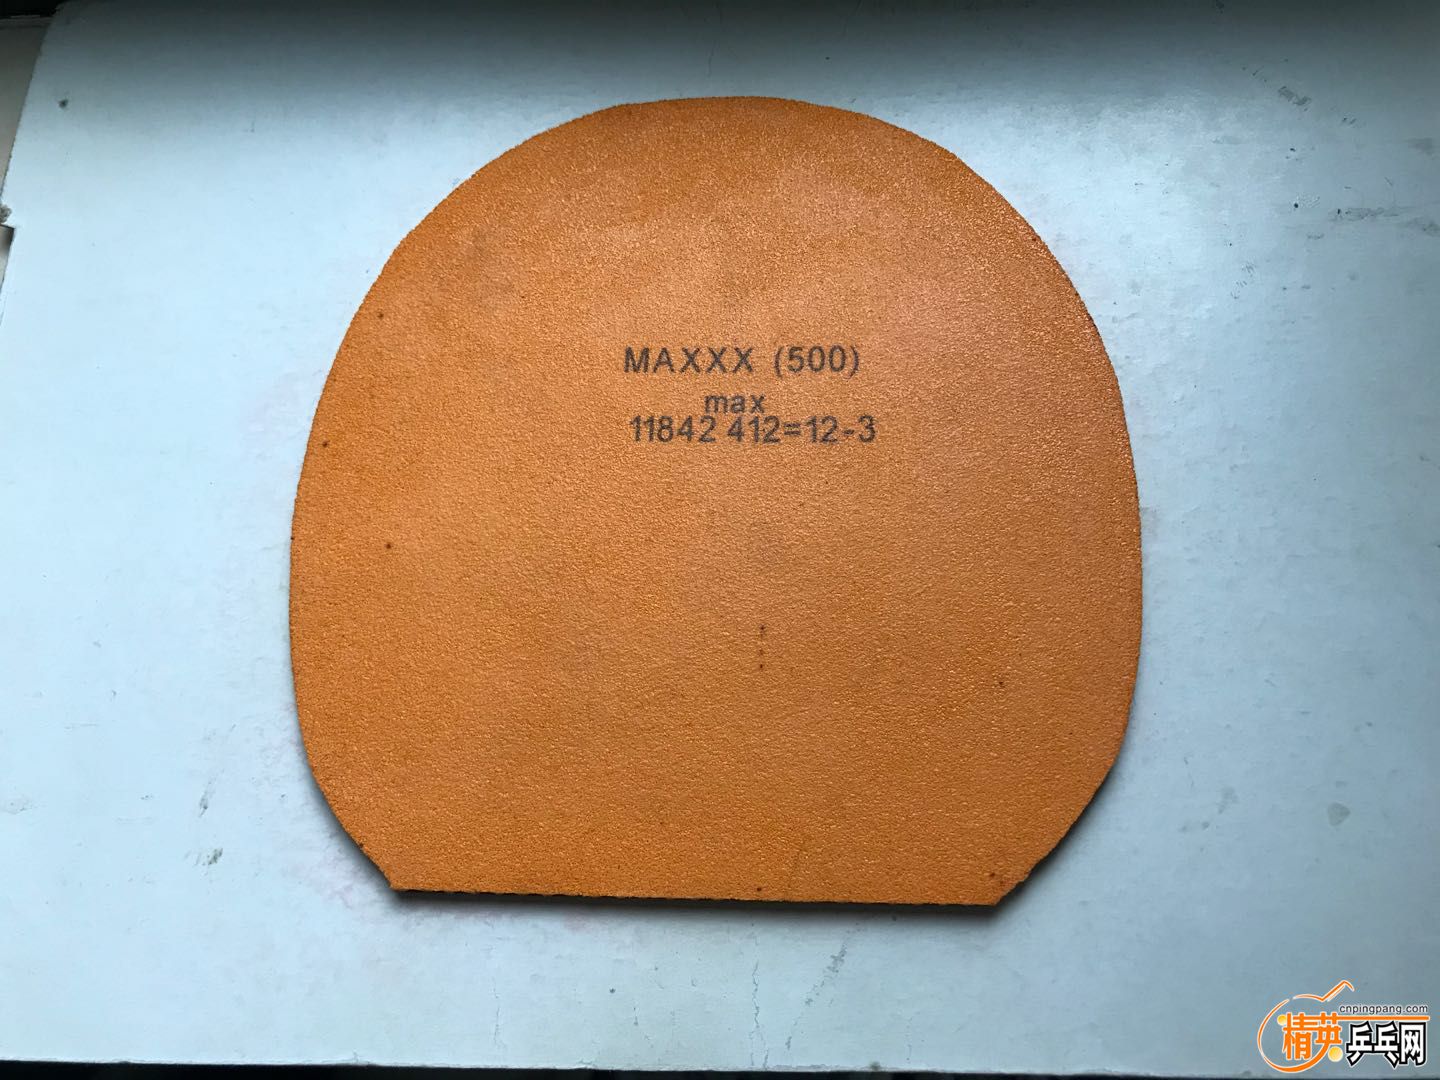 MAXXX (500)
max
11842 412=12-3
cnpingpang.com
精英乒乓网